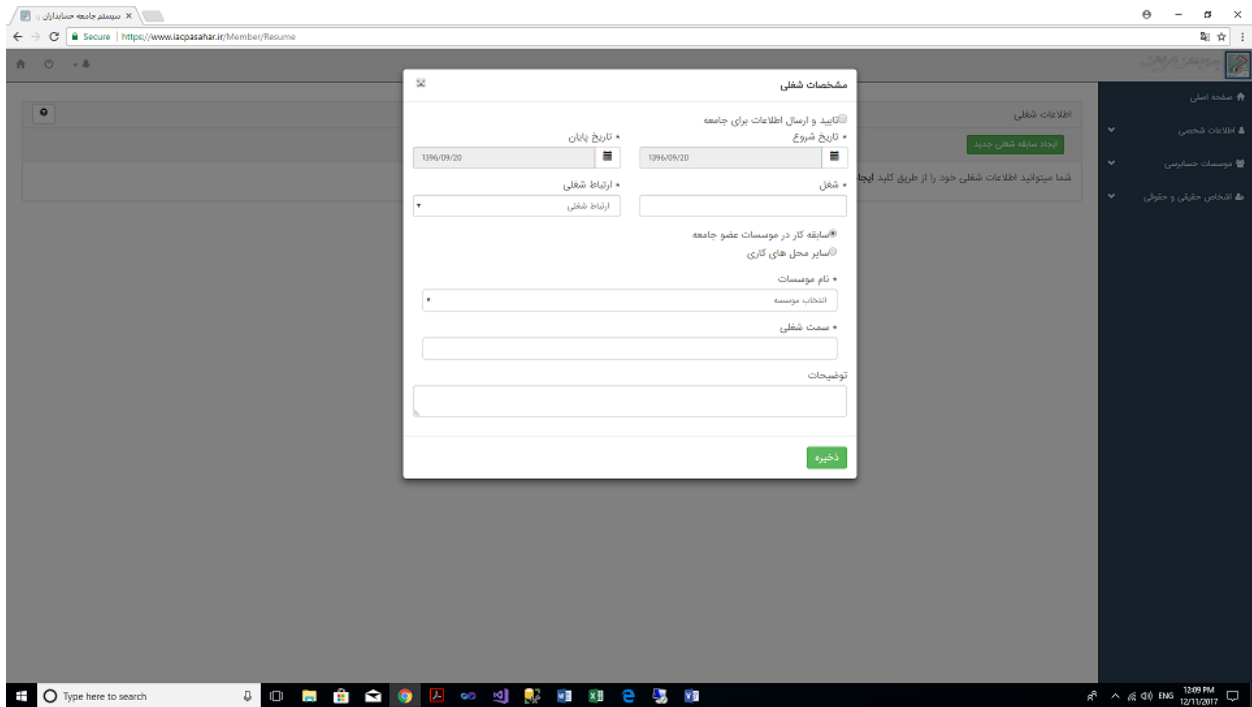 سیستم جامعه حسابداران
Secure | https://www.iacpasahar.ir/Member/Resume
صفحه اصلی
اطلاعات شخصی
موسسات حسابرسی
اشخاص حقیقی و حقوقی
اطلاعات شغلی
ایجاد سابقه شغلی جدید
شما میتوانید اطلاعات شغلی خود را از طریق کلید ایجا
مشخصات شغلی
تایید و ارسال اطلاعات برای جامعه
* تاریخ شروع
* تاریخ پایان
1396/09/20
1396/09/20
* شغل
* ارتباط شغلی
ارتباط شغلی
سابقه کار در موسسات عضو جامعه
سایر محل های کاری
* نام موسسات
انتخاب موسسه
* سمت شغلی
توضیحات
ذخیره
Type here to search
ENG
12:09 PM
12/11/2017